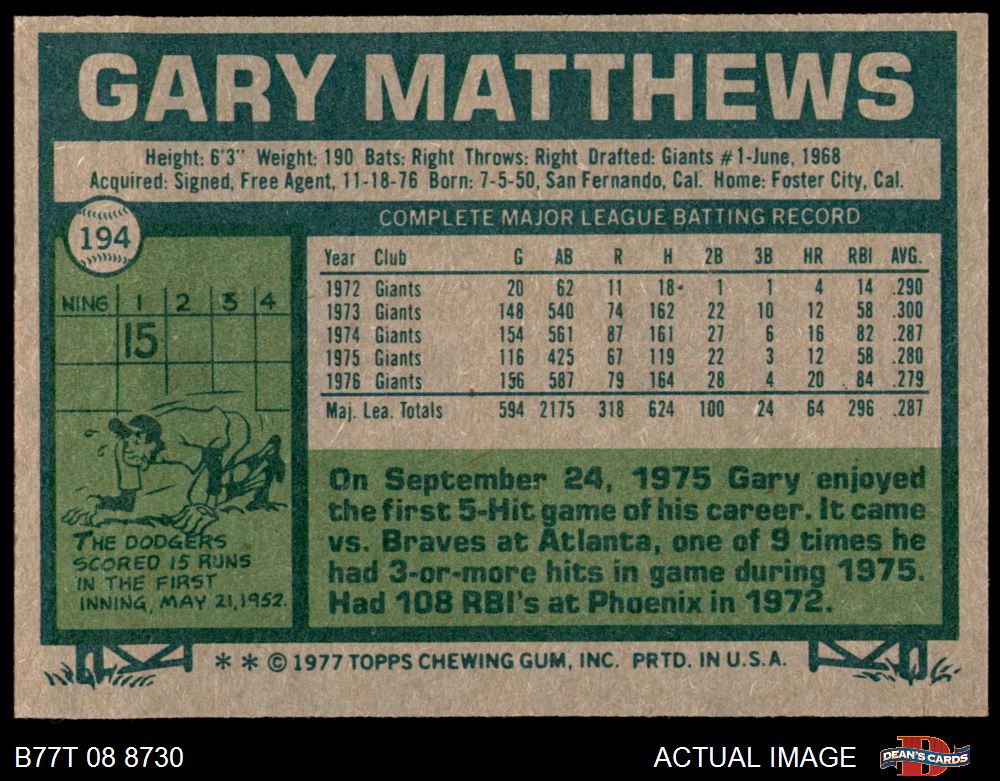 GARY MATTHEWS
Height: 6'3" Weight: 190 Bats: Right Throws: Right Drafted: Giants #1-June, 1968
Acquired: Signed, Free Agent, 11-18-76 Born: 7-5-50, San Fernando, Cal. Home: Foster City, Cal.
194
COMPLETE MAJOR LEAGUE BATTING RECORD
Year Club G AB R H 2B 3B HR RBI AVG.
1972 Giants 20 62 11 18 1 1 4 14 .290
1973 Giants 148 540 74 162 22 10 12 58 .300
1974 Giants 154 561 87 161 27 6 16 82 .287
1975 Giants 116 425 67 119 22 3 12 58 .280
1976 Giants 156 587 79 164 28 4 20 84 .279
Maj. Lea. Totals 594 2175 318 624 100 24 64 296 .287
NING 1 2 3 4
15
THE DODGERS
SCORED 15 RUNS
IN THE FIRST
INNING, MAY 21, 1952.
On September 24, 1975 Gary enjoyed
the first 5-Hit game of his career. It came
vs. Braves at Atlanta, one of 9 times he
had 3-or-more hits in game during 1975.
Had 108 RBI's at Phoenix in 1972.
** © 1977 TOPPS CHEWING GUM, INC. PRTD. IN U.S.A.
B77T 08 8730
ACTUAL IMAGE
DEAN'S CARDS